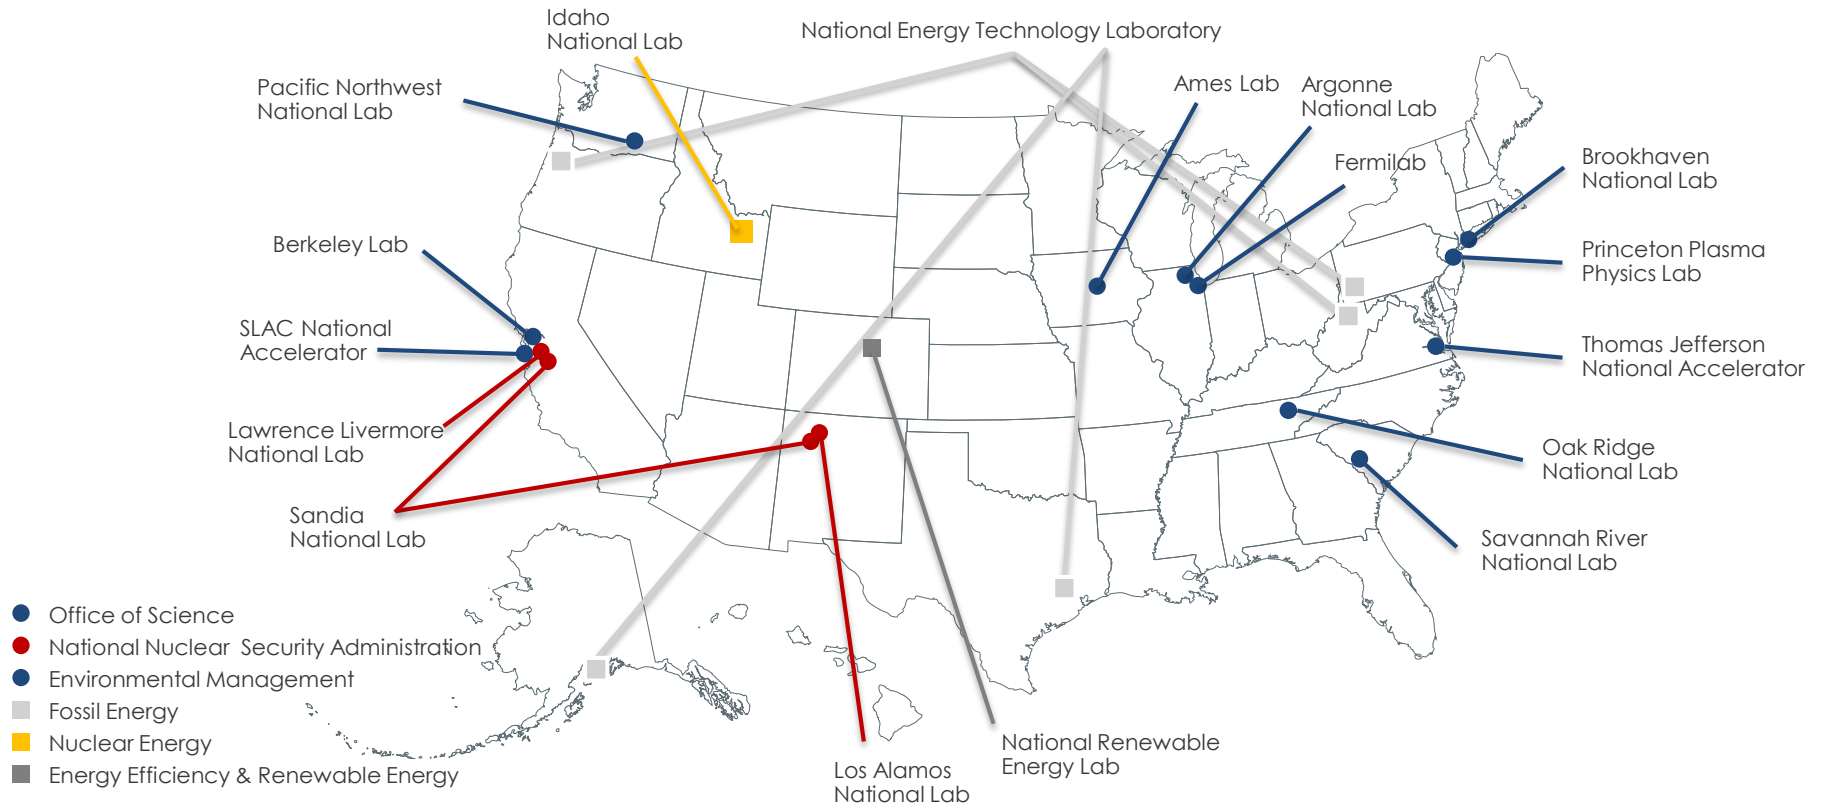 Idaho
National Lab
National Energy Technology Laboratory
Pacific Northwest
National Lab
Ames Lab
Argonne
National Lab
Fermilab
Brookhaven
National Lab
Berkeley Lab
Princeton Plasma
Physics Lab
SLAC National
Accelerator
Thomas Jefferson
National Accelerator
Lawrence Livermore
National Lab
Oak Ridge
National Lab
Sandia
National Lab
Savannah River
National Lab
Office of Science
National Nuclear Security Administration
Environmental Management
Fossil Energy
Nuclear Energy
Energy Efficiency & Renewable Energy
National Renewable
Energy Lab
Los Alamos
National Lab